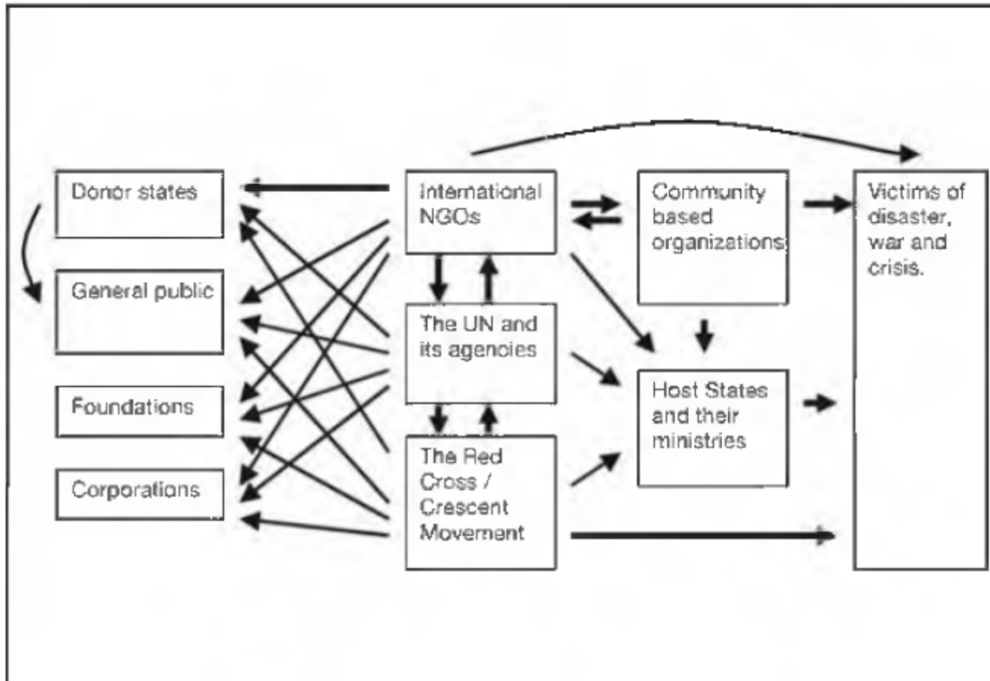 Donor states
General public
Foundations
Corporations
International
NGOs
The UN and
its agencies
The Red
Cross /
Crescent
Movement
Community
based
organizations
Host States
and their
ministries
Victims of
disaster,
war and
crisis.